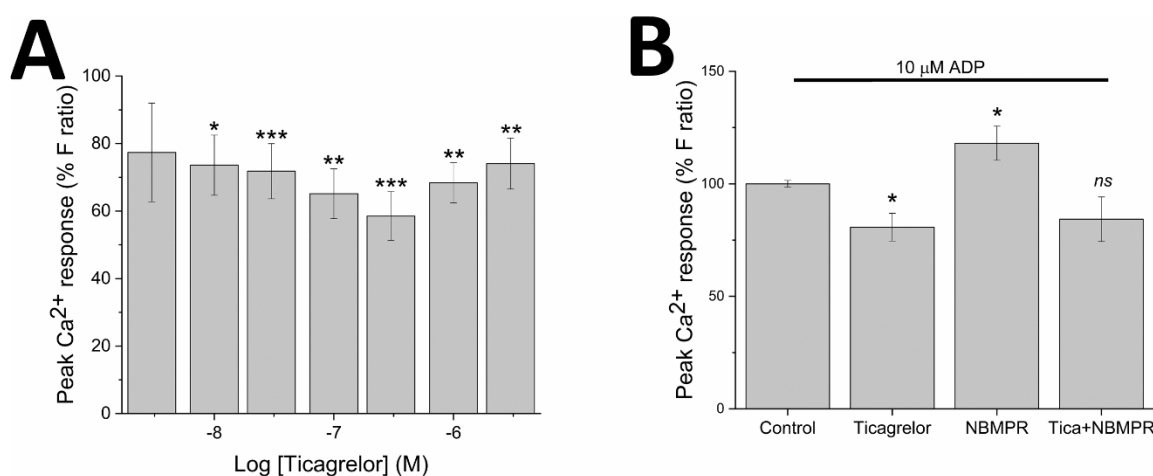 A
Peak Ca²⁺ response (% F ratio)
100
80
60
40
20
0
* *** ** *** ** **
-8 -7 -6
Log [Ticagrelor] (M)
B
Peak Ca²⁺ response (% F ratio)
150
100
50
0
10 μM ADP
* * ns
Control Ticagrelor NBMPR Tica+NBMPR